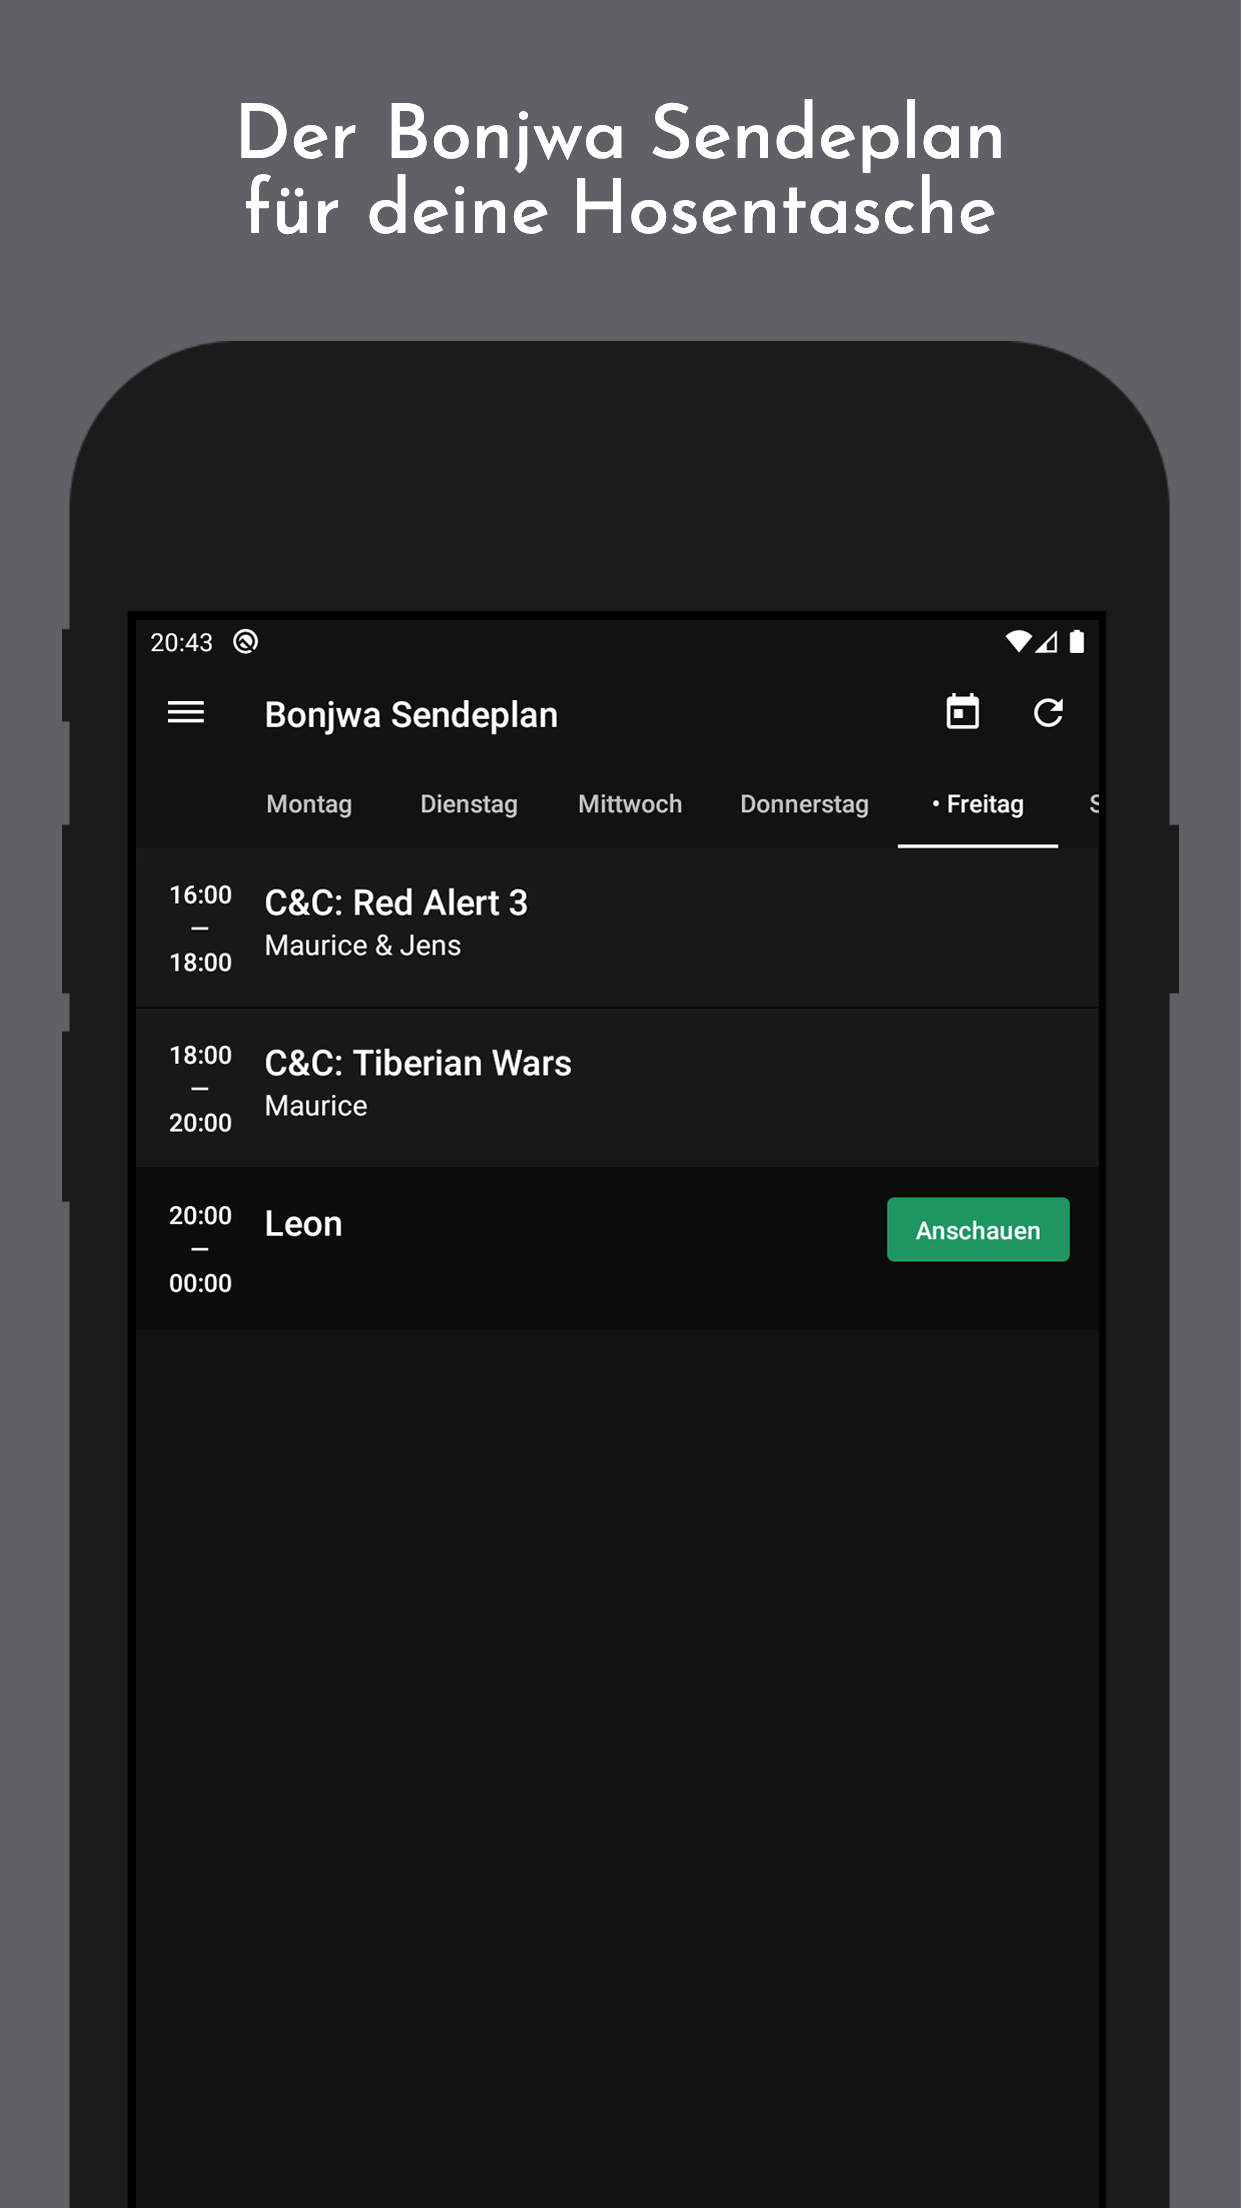 Der Bonjwa Sendeplan
für deine Hosentasche
20:43
Bonjwa Sendeplan
Montag Dienstag Mittwoch Donnerstag • Freitag S
16:00
–
18:00
C&C: Red Alert 3
Maurice & Jens
18:00
–
20:00
C&C: Tiberian Wars
Maurice
20:00
–
00:00
Leon
Anschauen